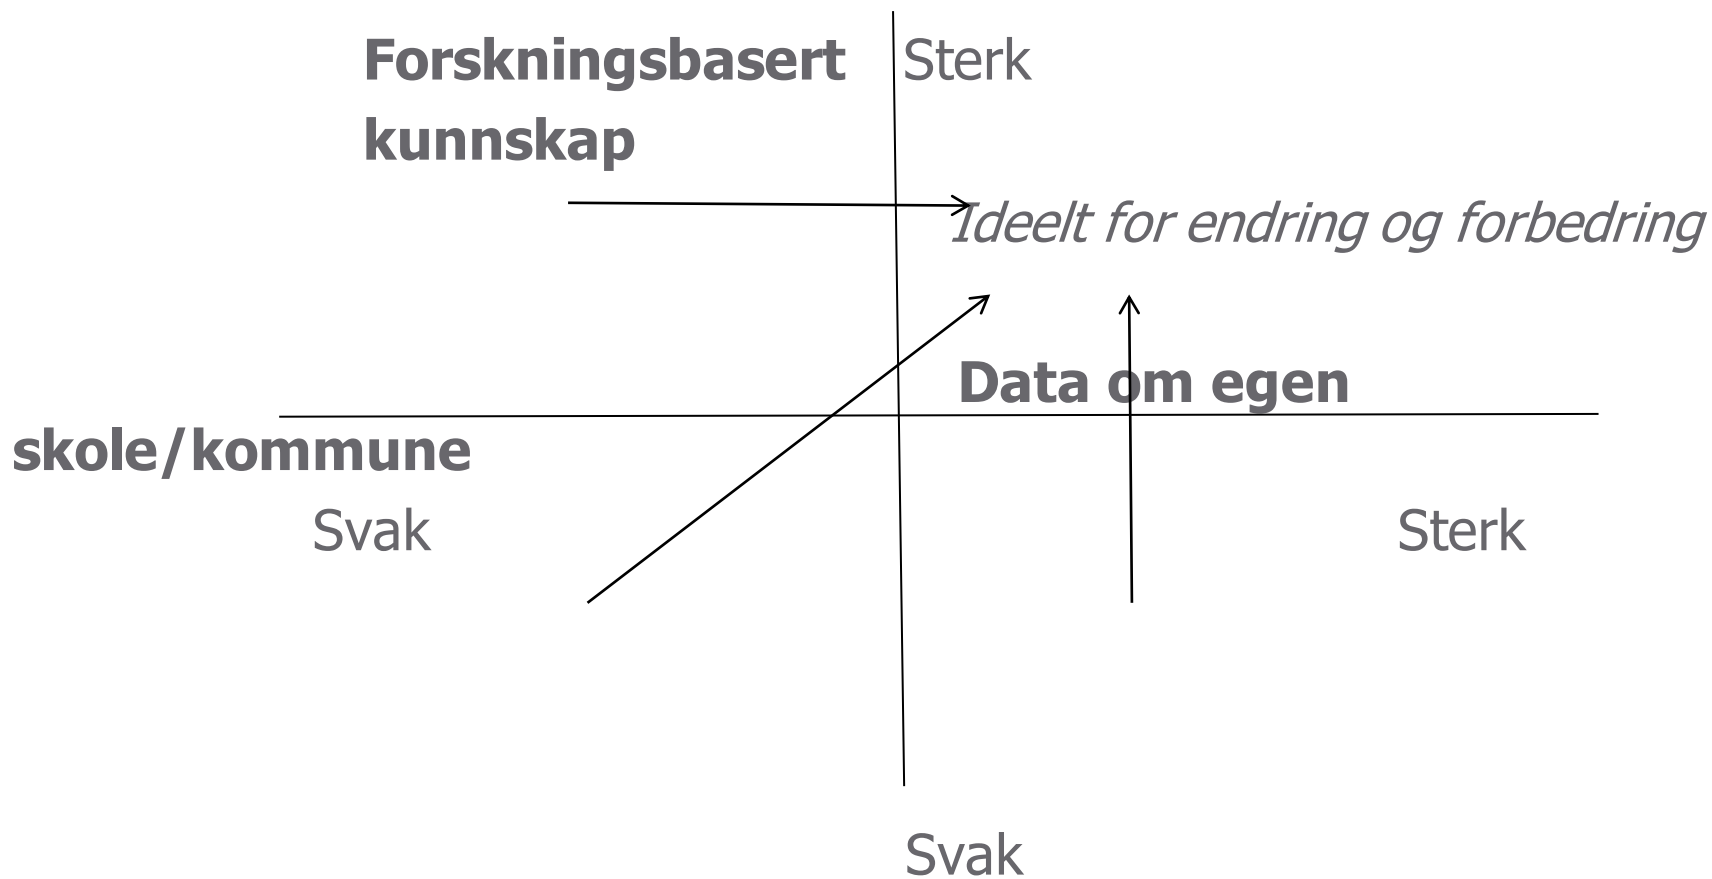 Forskningsbasert Sterk
kunnskap
Ideelt for endring og forbedring
Data om egen
skole/kommune
Svak Sterk
Svak